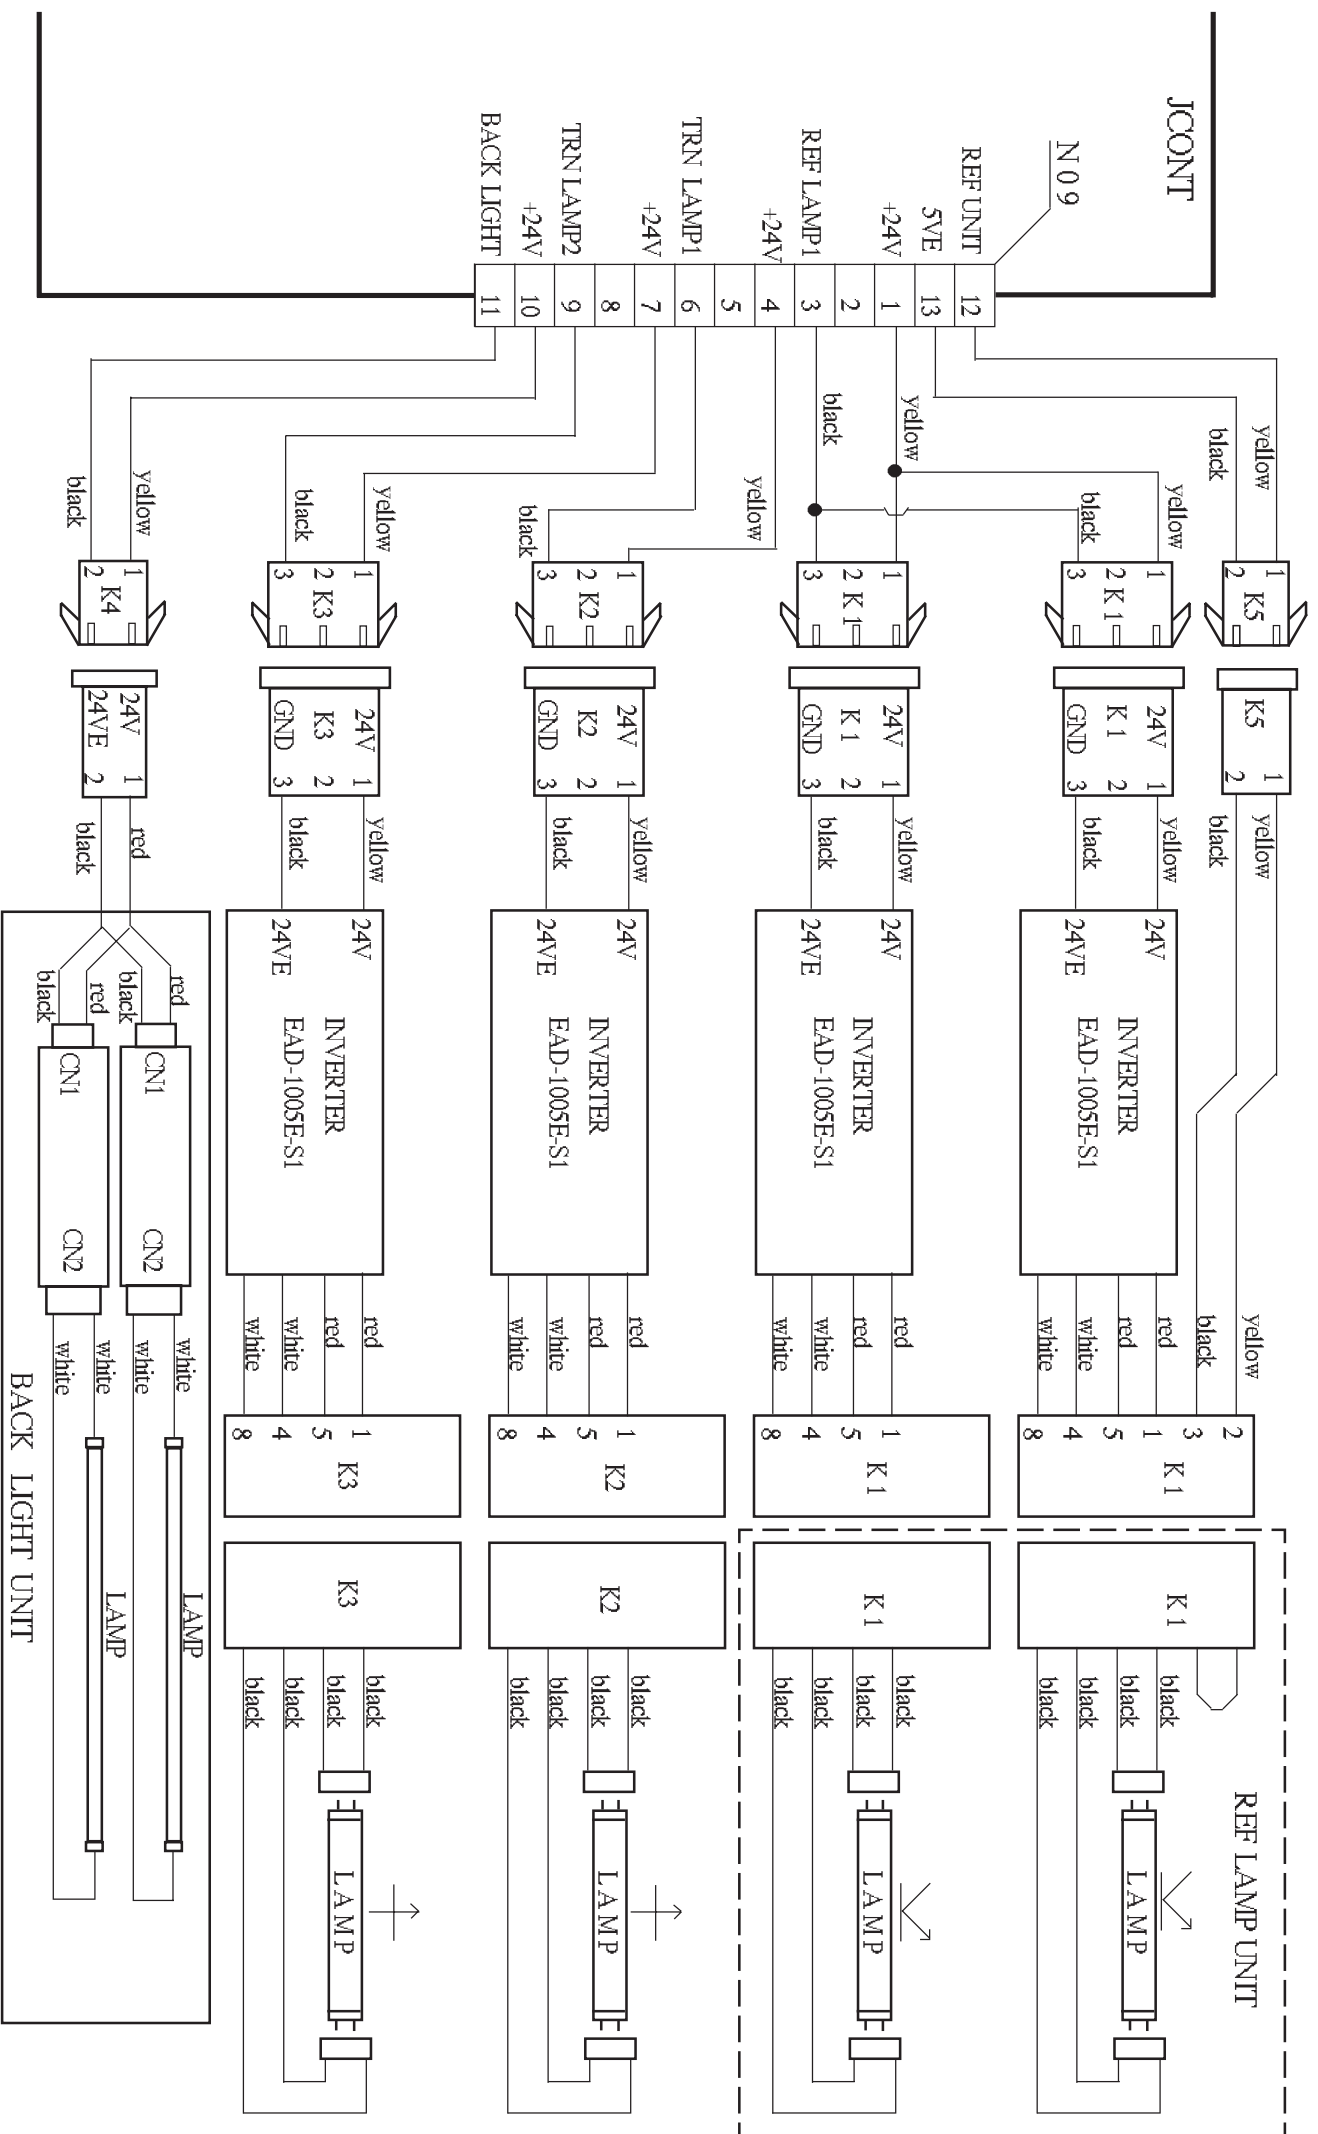 JCONT
N09
REF UNIT 12
5VE 13
+24V 1
2
REF LAMP1 3
+24V 4
5
TRN LAMP1 6
+24V 7
8
TRN LAMP2 9
+24V 10
BACK LIGHT 11
yellow
black
1
2
K5
K5
1
2
yellow
black
yellow
black
2
3
yellow
black
1
2
3
K1
24V 1
K1 2
GND 3
yellow
black
24V
24VE
INVERTER
EAD-1005E-S1
red
red
white
white
1
5
4
8
K1
K1
black
black
black
black
LAMP
REF LAMP UNIT
yellow
black
1
2
3
K1
24V 1
K1 2
GND 3
yellow
black
24V
24VE
INVERTER
EAD-1005E-S1
red
red
white
white
1
5
4
8
K1
K1
black
black
black
black
LAMP
yellow
black
1
2
3
K2
24V 1
K2 2
GND 3
yellow
black
24V
24VE
INVERTER
EAD-1005E-S1
red
red
white
white
1
5
4
8
K2
K2
black
black
black
black
LAMP
yellow
black
1
2
3
K3
24V 1
K3 2
GND 3
yellow
black
24V
24VE
INVERTER
EAD-1005E-S1
red
red
white
white
1
5
4
8
K3
K3
black
black
black
black
LAMP
yellow
black
1
2
K4
24V 1
24VE 2
red
black
red
black
red
black
CN1 CN2
CN1 CN2
white
white
white
white
LAMP
LAMP
BACK LIGHT UNIT